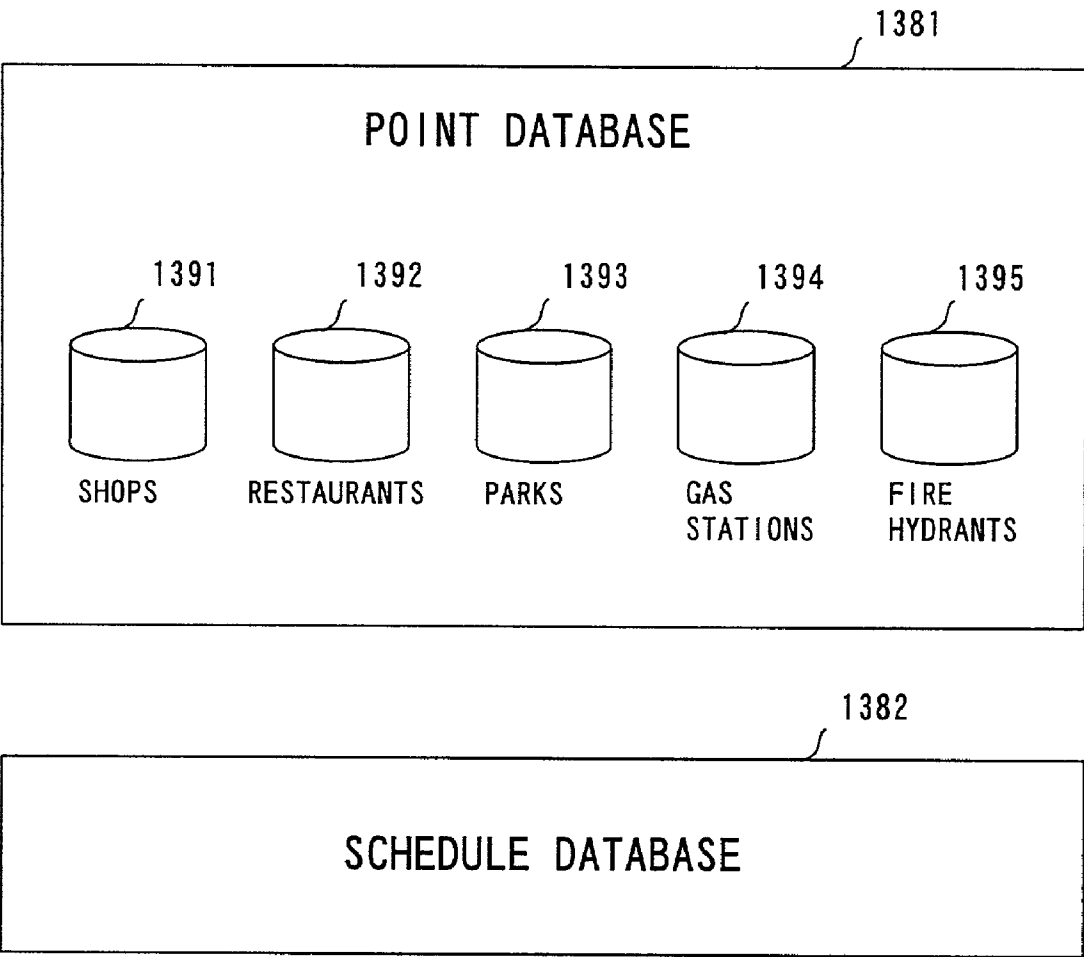 1381
POINT DATABASE
1391 1392 1393 1394 1395
SHOPS RESTAURANTS PARKS GAS STATIONS FIRE HYDRANTS
1382
SCHEDULE DATABASE